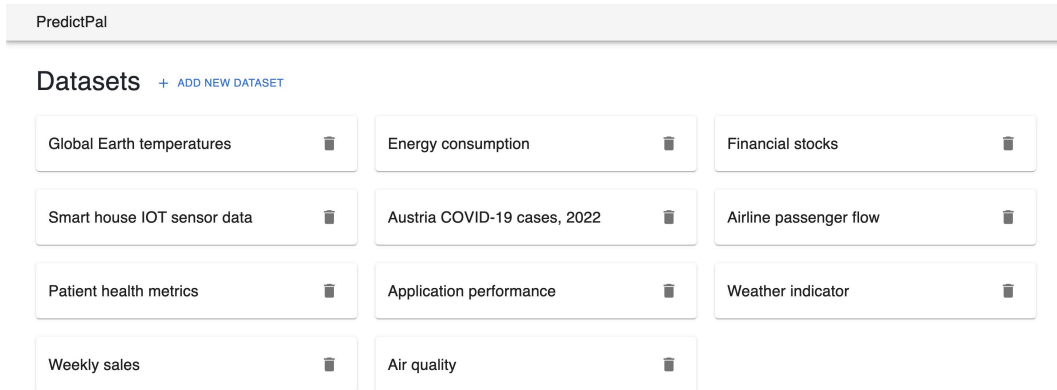 PredictPal
Datasets + ADD NEW DATASET
Global Earth temperatures
Energy consumption
Financial stocks
Smart house IOT sensor data
Austria COVID-19 cases, 2022
Airline passenger flow
Patient health metrics
Application performance
Weather indicator
Weekly sales
Air quality